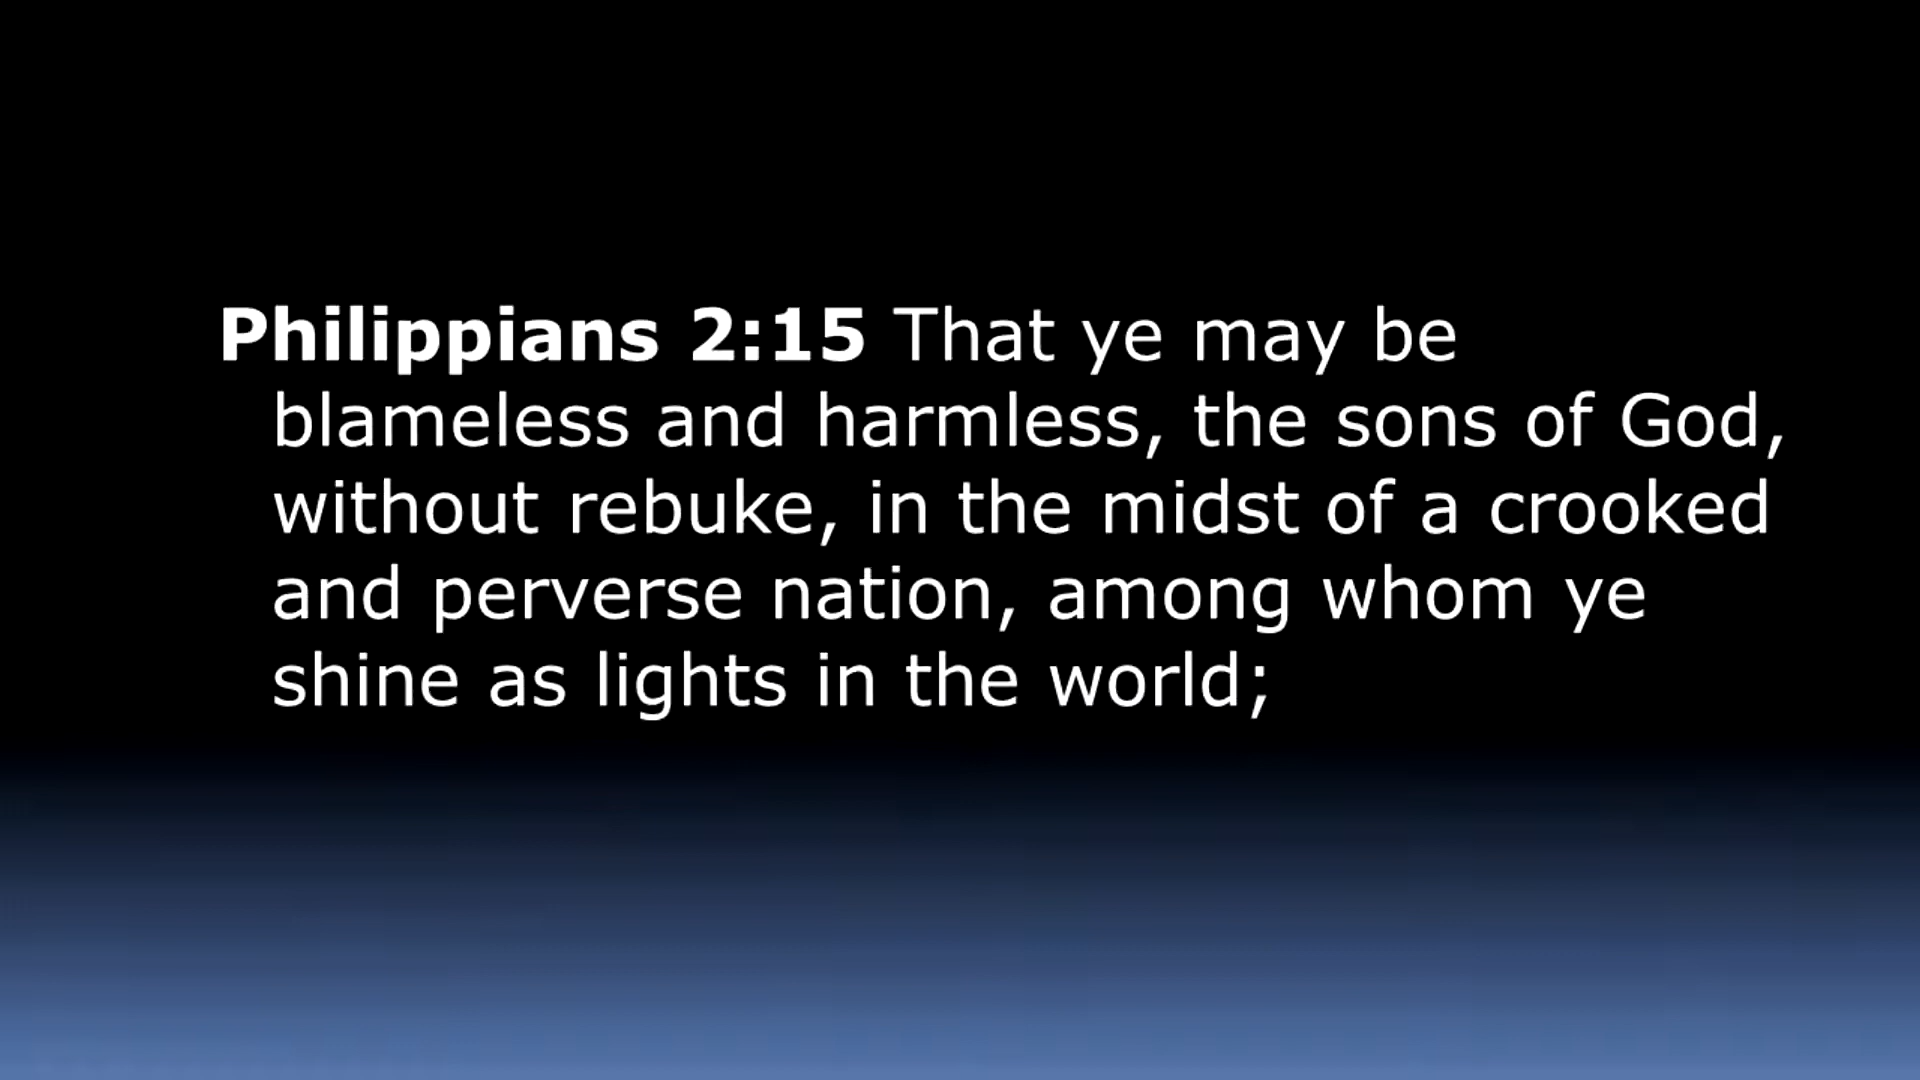 Philippians 2:15 That ye may be
blameless and harmless, the sons of God,
without rebuke, in the midst of a crooked
and perverse nation, among whom ye
shine as lights in the world;